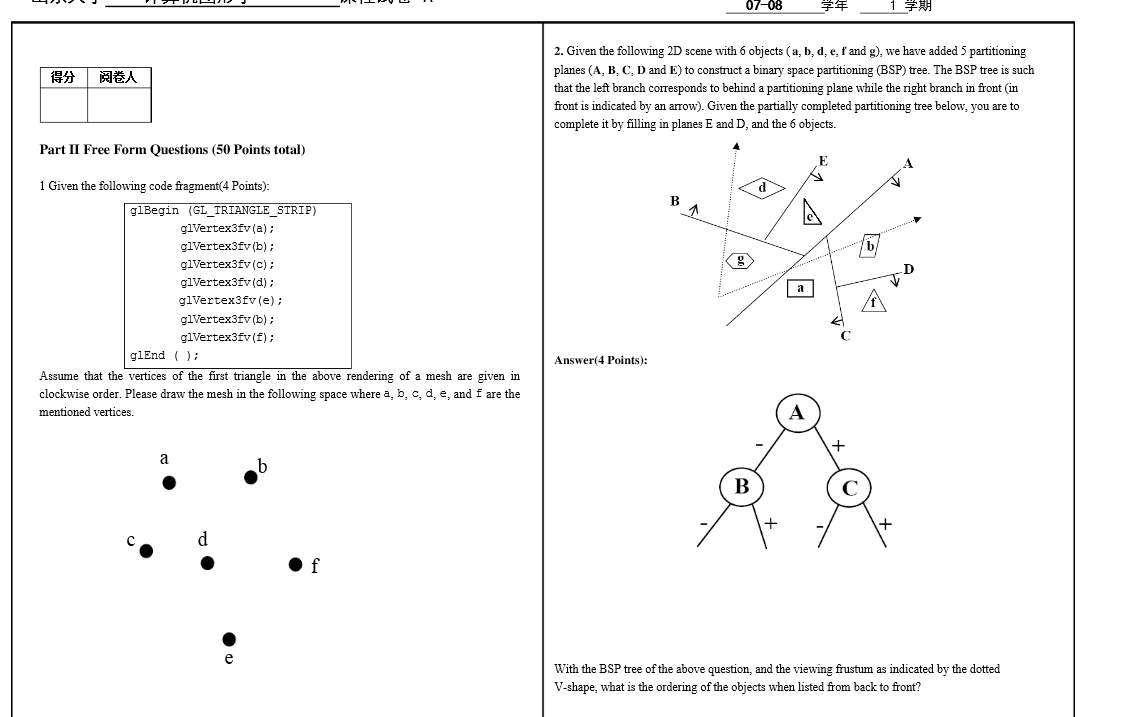 07-08 学年 1 学期
得分 阅卷人
Part II Free Form Questions (50 Points total)
1 Given the following code fragment(4 Points):
glBegin (GL_TRIANGLE_STRIP)
glVertex3fv(a);
glVertex3fv(b);
glVertex3fv(c);
glVertex3fv(d);
glVertex3fv(e);
glVertex3fv(b);
glVertex3fv(f);
glEnd ( );
Assume that the vertices of the first triangle in the above rendering of a mesh are given in
clockwise order. Please draw the mesh in the following space where a, b, c, d, e, and f are the
mentioned vertices.
a
b
c
d
f
e
2. Given the following 2D scene with 6 objects (a, b, d, e, f and g), we have added 5 partitioning
planes (A, B, C, D and E) to construct a binary space partitioning (BSP) tree. The BSP tree is such
that the left branch corresponds to behind a partitioning plane while the right branch in front (in
front is indicated by an arrow). Given the partially completed partitioning tree below, you are to
complete it by filling in planes E and D, and the 6 objects.
E
A
d
B
e
b
g
D
a
f
C
Answer(4 Points):
A
- +
B C
- + - +
With the BSP tree of the above question, and the viewing frustum as indicated by the dotted
V-shape, what is the ordering of the objects when listed from back to front?